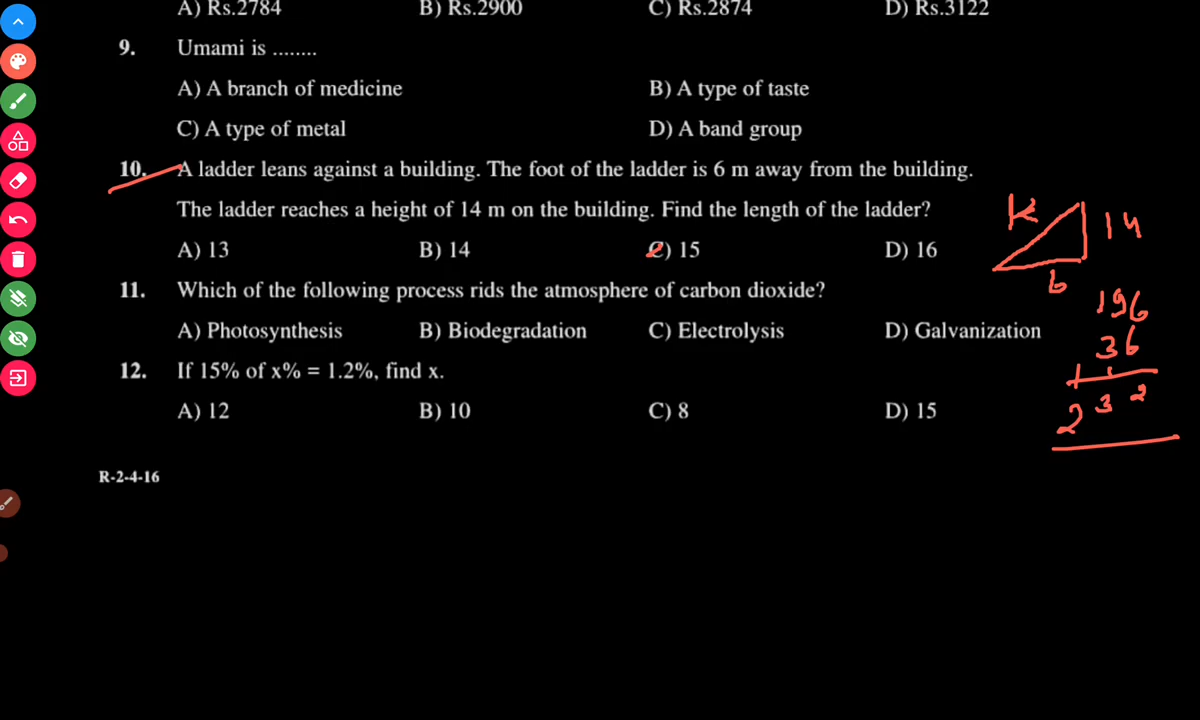 A) Rs.2784 B) Rs.2900 C) Rs.2874 D) Rs.3122
9. Umami is ........
A) A branch of medicine B) A type of taste
C) A type of metal D) A band group
10. A ladder leans against a building. The foot of the ladder is 6 m away from the building.
The ladder reaches a height of 14 m on the building. Find the length of the ladder?
A) 13 B) 14 C) 15 D) 16
K 14
6
196
36
232
11. Which of the following process rids the atmosphere of carbon dioxide?
A) Photosynthesis B) Biodegradation C) Electrolysis D) Galvanization
12. If 15% of x% = 1.2%, find x.
A) 12 B) 10 C) 8 D) 15
R-2-4-16